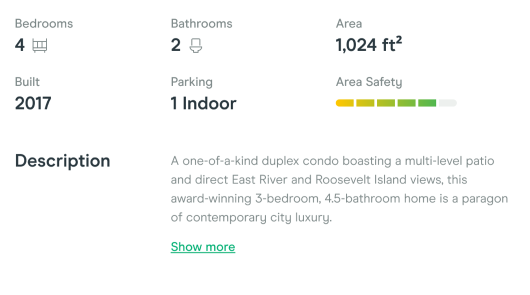 Bedrooms
Bathrooms
Area
4
2
1,024 ft²
Built
Parking
Area Safety
2017
1 Indoor
Description
A one-of-a-kind duplex condo boasting a multi-level patio
and direct East River and Roosevelt Island views, this
award-winning 3-bedroom, 4.5-bathroom home is a paragon
of contemporary city luxury.
Show more